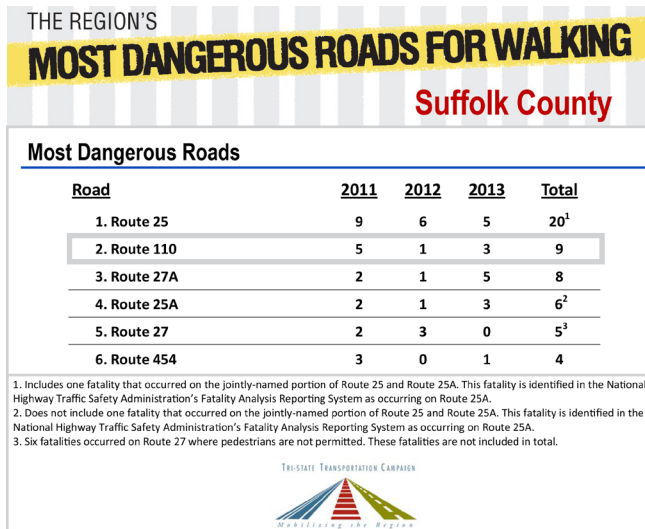 THE REGION'S
MOST DANGEROUS ROADS FOR WALKING
Suffolk County
Most Dangerous Roads
Road 2011 2012 2013 Total
1. Route 25 9 6 5 20¹
2. Route 110 5 1 3 9
3. Route 27A 2 1 5 8
4. Route 25A 2 1 3 6²
5. Route 27 2 3 0 5³
6. Route 454 3 0 1 4
1. Includes one fatality that occurred on the jointly-named portion of Route 25 and Route 25A. This fatality is identified in the National
Highway Traffic Safety Administration's Fatality Analysis Reporting System as occurring on Route 25A.
2. Does not include one fatality that occurred on the jointly-named portion of Route 25 and Route 25A. This fatality is identified in the
National Highway Traffic Safety Administration's Fatality Analysis Reporting System as occurring on Route 25A.
3. Six fatalities occurred on Route 27 where pedestrians are not permitted. These fatalities are not included in total.
TRI-STATE TRANSPORTATION CAMPAIGN
Mobilizing the Region